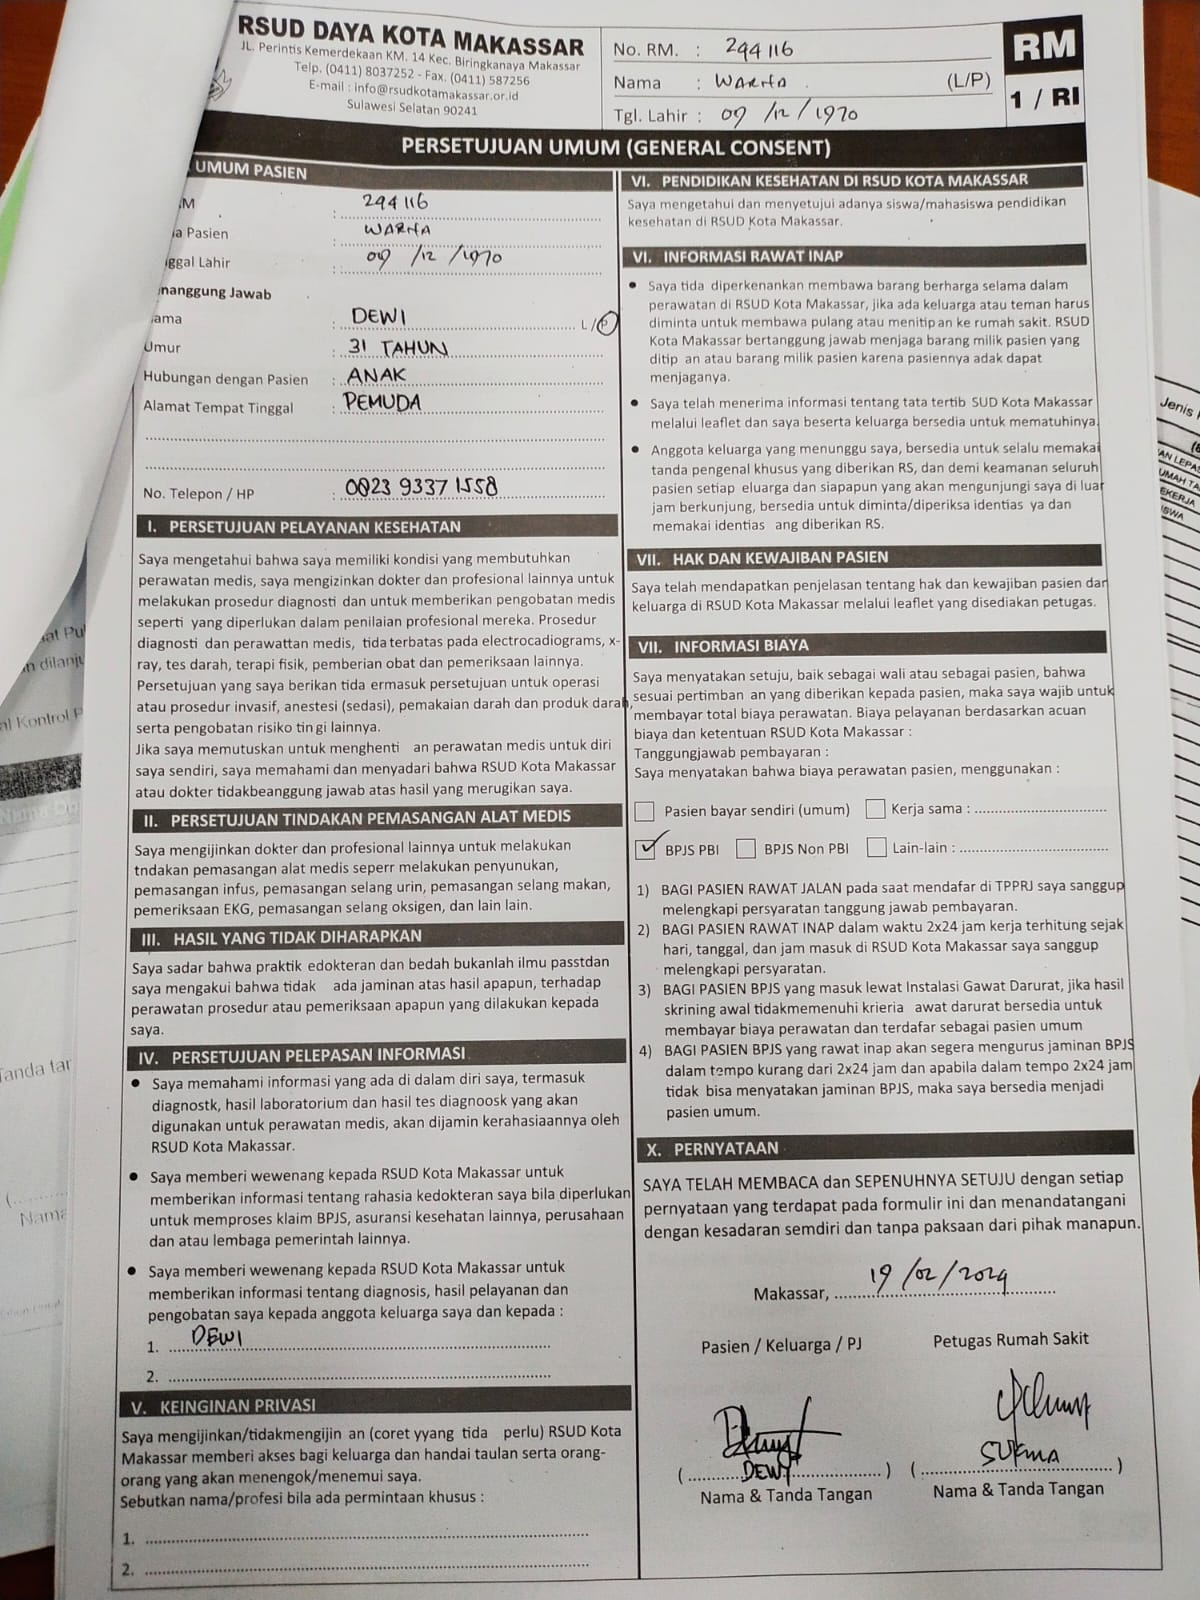 RSUD DAYA KOTA MAKASSAR
JL. Perintis Kemerdekaan KM. 14 Kec. Biringkanaya Makassar
Telp. (0411) 8037252 - Fax. (0411) 587256
E-mail : info@rsudkotamakassar.or.id
Sulawesi Selatan 90241
No. RM. : 294116
Nama : WARHA (L/P)
Tgl. Lahir : 09 /12 / 1970
RM
1 / RI
PERSETUJUAN UMUM (GENERAL CONSENT)
UMUM PASIEN
M : 294116
a Pasien : WARHA
ggal Lahir : 09 /12 /1970
nanggung Jawab
ama : DEWI L/P
Umur : 31 TAHUN
Hubungan dengan Pasien : ANAK
Alamat Tempat Tinggal : PEMUDA
No. Telepon / HP : 0823 9337 1558
I. PERSETUJUAN PELAYANAN KESEHATAN
Saya mengetahui bahwa saya memiliki kondisi yang membutuhkan
perawatan medis, saya mengizinkan dokter dan profesional lainnya untuk
melakukan prosedur diagnosti dan untuk memberikan pengobatan medis
seperti yang diperlukan dalam penilaian profesional mereka. Prosedur
diagnosti dan perawattan medis, tida terbatas pada electrocadiograms, x-
ray, tes darah, terapi fisik, pemberian obat dan pemeriksaan lainnya.
Persetujuan yang saya berikan tida ermasuk persetujuan untuk operasi
atau prosedur invasif, anestesi (sedasi), pemakaian darah dan produk darah,
serta pengobatan risiko tin gi lainnya.
Jika saya memutuskan untuk menghenti an perawatan medis untuk diri
saya sendiri, saya memahami dan menyadari bahwa RSUD Kota Makassar
atau dokter tidakbeanggung jawab atas hasil yang merugikan saya.
II. PERSETUJUAN TINDAKAN PEMASANGAN ALAT MEDIS
Saya mengijinkan dokter dan profesional lainnya untuk melakukan
tndakan pemasangan alat medis seperr melakukan penyunukan,
pemasangan infus, pemasangan selang urin, pemasangan selang makan,
pemeriksaan EKG, pemasangan selang oksigen, dan lain lain.
III. HASIL YANG TIDAK DIHARAPKAN
Saya sadar bahwa praktik edokteran dan bedah bukanlah ilmu passtdan
saya mengakui bahwa tidak ada jaminan atas hasil apapun, terhadap
perawatan prosedur atau pemeriksaan apapun yang dilakukan kepada
saya.
IV. PERSETUJUAN PELEPASAN INFORMASI
• Saya memahami informasi yang ada di dalam diri saya, termasuk
diagnostk, hasil laboratorium dan hasil tes diagnoosk yang akan
digunakan untuk perawatan medis, akan dijamin kerahasiaannya oleh
RSUD Kota Makassar.
• Saya memberi wewenang kepada RSUD Kota Makassar untuk
memberikan informasi tentang rahasia kedokteran saya bila diperlukan
untuk memproses klaim BPJS, asuransi kesehatan lainnya, perusahaan
dan atau lembaga pemerintah lainnya.
• Saya memberi wewenang kepada RSUD Kota Makassar untuk
memberikan informasi tentang diagnosis, hasil pelayanan dan
pengobatan saya kepada anggota keluarga saya dan kepada :
1. DEWI
2.
V. KEINGINAN PRIVASI
Saya mengijinkan/tidakmengijin an (coret yyang tida perlu) RSUD Kota
Makassar memberi akses bagi keluarga dan handai taulan serta orang-
orang yang akan menengok/menemui saya.
Sebutkan nama/profesi bila ada permintaan khusus :
1.
2.
VI. PENDIDIKAN KESEHATAN DI RSUD KOTA MAKASSAR
Saya mengetahui dan menyetujui adanya siswa/mahasiswa pendidikan
kesehatan di RSUD Kota Makassar.
VI. INFORMASI RAWAT INAP
• Saya tida diperkenankan membawa barang berharga selama dalam
perawatan di RSUD Kota Makassar, jika ada keluarga atau teman harus
diminta untuk membawa pulang atau menitip an ke rumah sakit. RSUD
Kota Makassar bertanggung jawab menjaga barang milik pasien yang
ditip an atau barang milik pasien karena pasiennya adak dapat
menjaganya.
• Saya telah menerima informasi tentang tata tertib SUD Kota Makassar
melalui leaflet dan saya beserta keluarga bersedia untuk mematuhinya.
• Anggota keluarga yang menunggu saya, bersedia untuk selalu memakai
tanda pengenal khusus yang diberikan RS, dan demi keamanan seluruh
pasien setiap eluarga dan siapapun yang akan mengunjungi saya di luar
jam berkunjung, bersedia untuk diminta/diperiksa identias ya dan
memakai identias ang diberikan RS.
VII. HAK DAN KEWAJIBAN PASIEN
Saya telah mendapatkan penjelasan tentang hak dan kewajiban pasien dan
keluarga di RSUD Kota Makassar melalui leaflet yang disediakan petugas.
VII. INFORMASI BIAYA
Saya menyatakan setuju, baik sebagai wali atau sebagai pasien, bahwa
sesuai pertimban an yang diberikan kepada pasien, maka saya wajib untuk
membayar total biaya perawatan. Biaya pelayanan berdasarkan acuan
biaya dan ketentuan RSUD Kota Makassar :
Tanggungjawab pembayaran :
Saya menyatakan bahwa biaya perawatan pasien, menggunakan :
Pasien bayar sendiri (umum) Kerja sama :
✓ BPJS PBI BPJS Non PBI Lain-lain :
1) BAGI PASIEN RAWAT JALAN pada saat mendafar di TPPRJ saya sanggup
melengkapi persyaratan tanggung jawab pembayaran.
2) BAGI PASIEN RAWAT INAP dalam waktu 2x24 jam kerja terhitung sejak
hari, tanggal, dan jam masuk di RSUD Kota Makassar saya sanggup
melengkapi persyaratan.
3) BAGI PASIEN BPJS yang masuk lewat Instalasi Gawat Darurat, jika hasil
skrining awal tidakmemenuhi krieria awat darurat bersedia untuk
membayar biaya perawatan dan terdafar sebagai pasien umum
4) BAGI PASIEN BPJS yang rawat inap akan segera mengurus jaminan BPJS
dalam tempo kurang dari 2x24 jam dan apabila dalam tempo 2x24 jam
tidak bisa menyatakan jaminan BPJS, maka saya bersedia menjadi
pasien umum.
X. PERNYATAAN
SAYA TELAH MEMBACA dan SEPENUHNYA SETUJU dengan setiap
pernyataan yang terdapat pada formulir ini dan menandatangani
dengan kesadaran semdiri dan tanpa paksaan dari pihak manapun.
Makassar, 19/02/2024
Pasien / Keluarga / PJ
Petugas Rumah Sakit
(DEWI)
(SUKMA)
Nama & Tanda Tangan
Nama & Tanda Tangan
Jenis
AN LEPAS
UMAH TA
EKERJA
SWA
n dilanju
al Kontrol P
Tanda tan
Nama